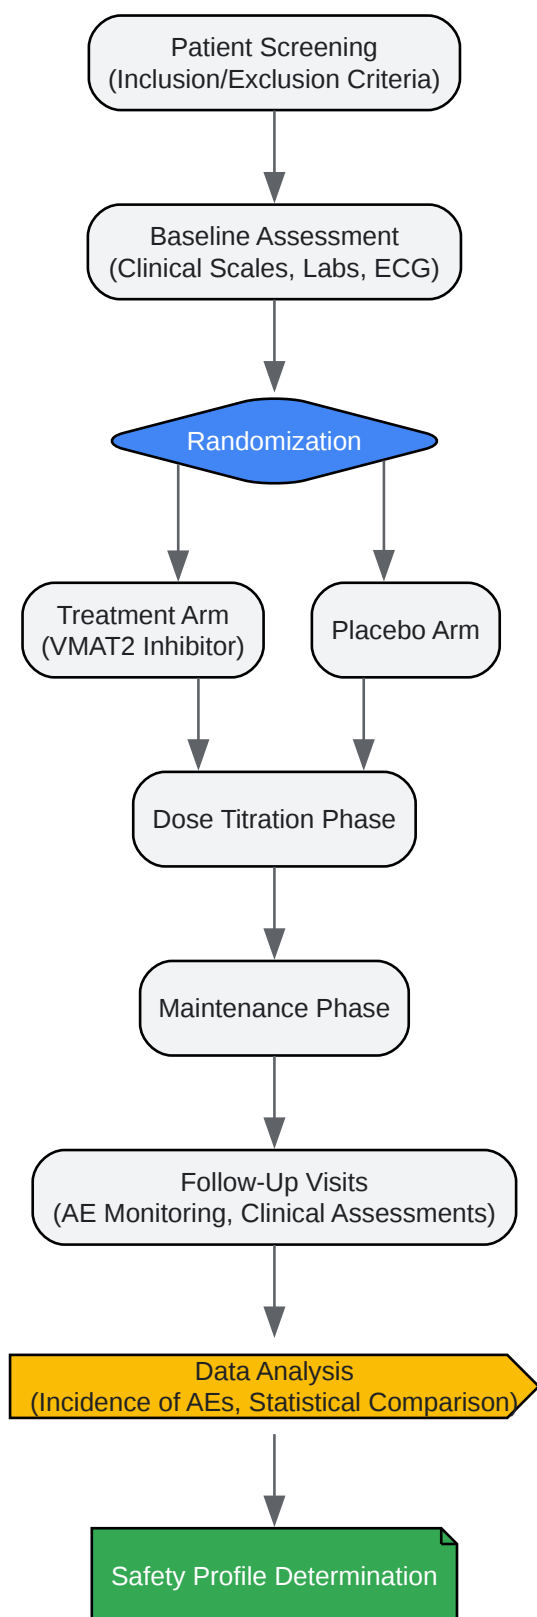 Patient Screening
(Inclusion/Exclusion Criteria)
Baseline Assessment
(Clinical Scales, Labs, ECG)
Randomization
Treatment Arm
(VMAT2 Inhibitor)
Placebo Arm
Dose Titration Phase
Maintenance Phase
Follow-Up Visits
(AE Monitoring, Clinical Assessments)
Data Analysis
(Incidence of AEs, Statistical Comparison)
Safety Profile Determination